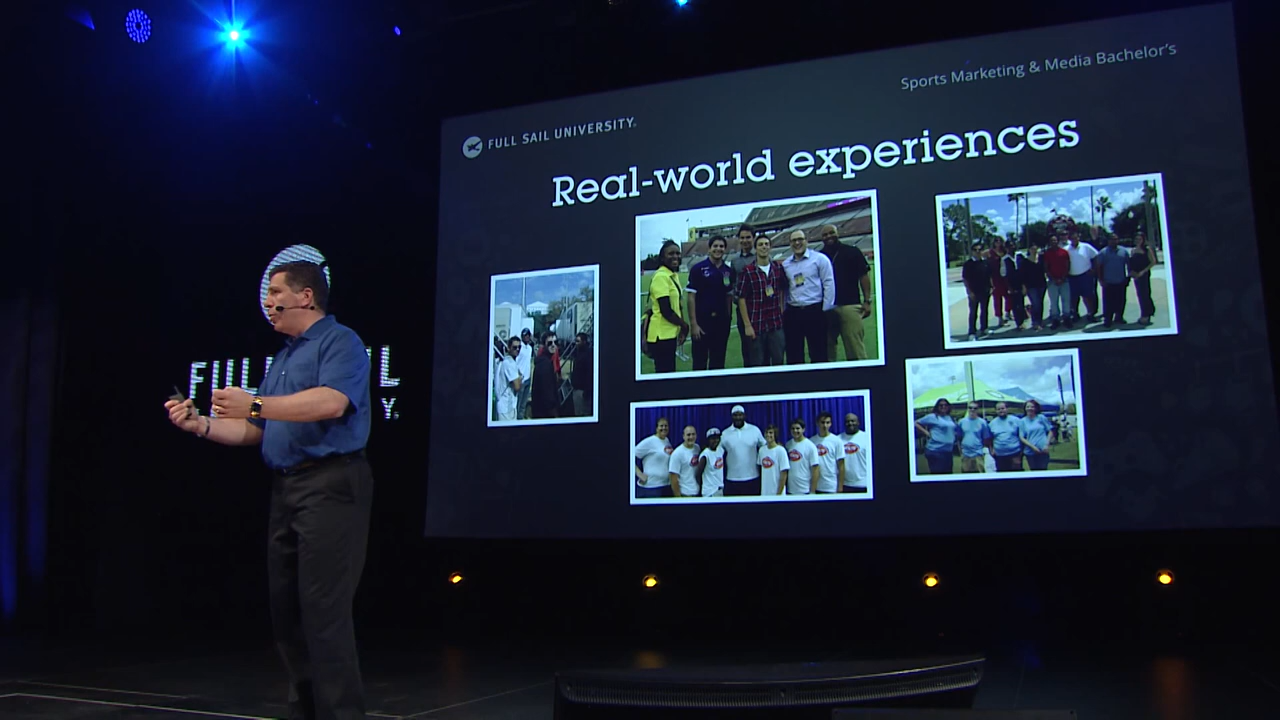 Sports Marketing & Media Bachelor's
FULL SAIL UNIVERSITY.
Real-world experiences